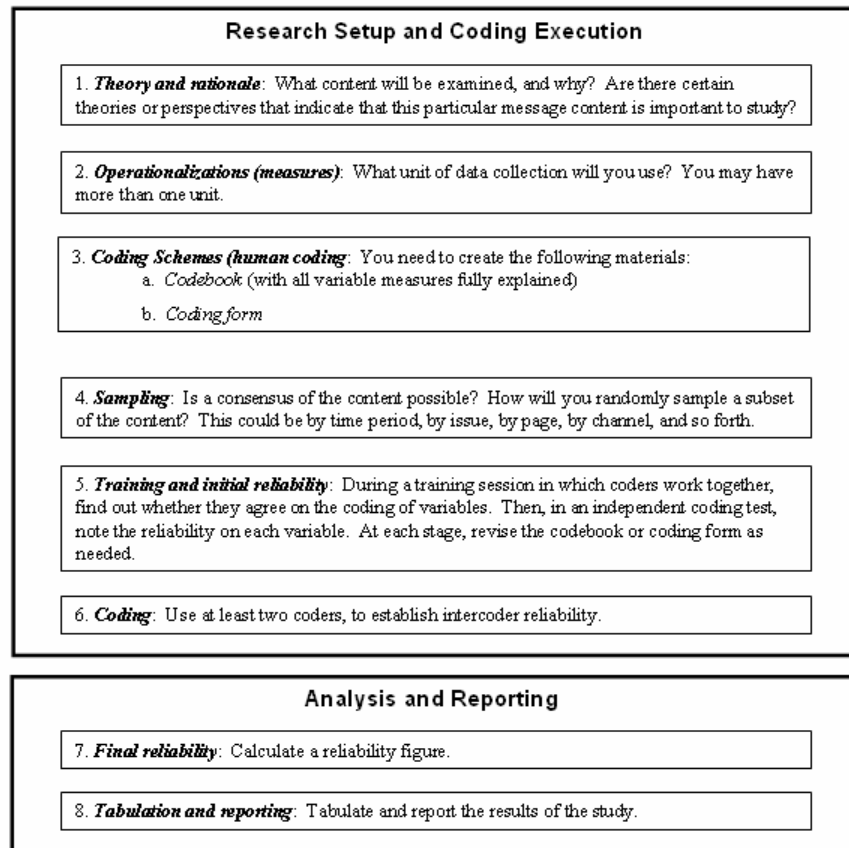 Research Setup and Coding Execution
1. Theory and rationale: What content will be examined, and why? Are there certain
theories or perspectives that indicate that this particular message content is important to study?
2. Operationalizations (measures): What unit of data collection will you use? You may have
more than one unit.
3. Coding Schemes (human coding: You need to create the following materials:
a. Codebook (with all variable measures fully explained)
b. Coding form
4. Sampling: Is a consensus of the content possible? How will you randomly sample a subset
of the content? This could be by time period, by issue, by page, by channel, and so forth.
5. Training and initial reliability: During a training session in which coders work together,
find out whether they agree on the coding of variables. Then, in an independent coding test,
note the reliability on each variable. At each stage, revise the codebook or coding form as
needed.
6. Coding: Use at least two coders, to establish intercoder reliability.
Analysis and Reporting
7. Final reliability: Calculate a reliability figure.
8. Tabulation and reporting: Tabulate and report the results of the study.